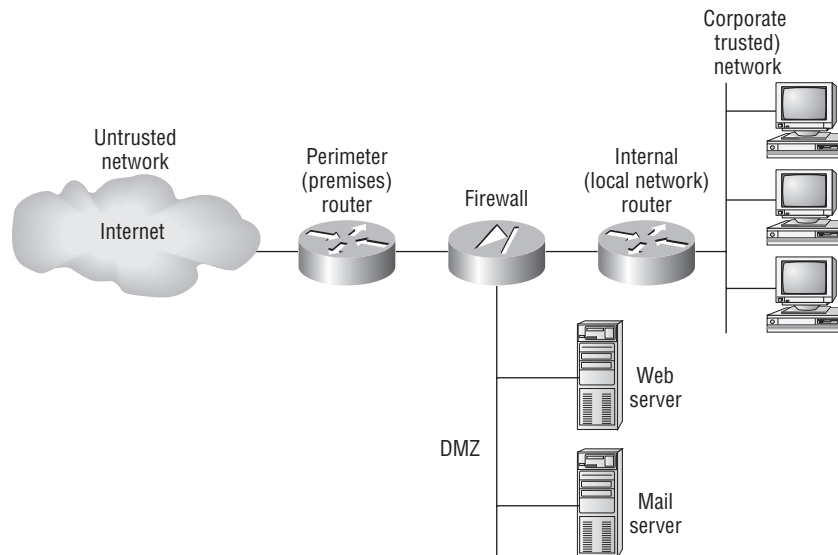 Corporate
trusted)
network
Untrusted
network
Perimeter
(premises)
router
Internal
(local network)
router
Firewall
Internet
Web
server
DMZ
Mail
server